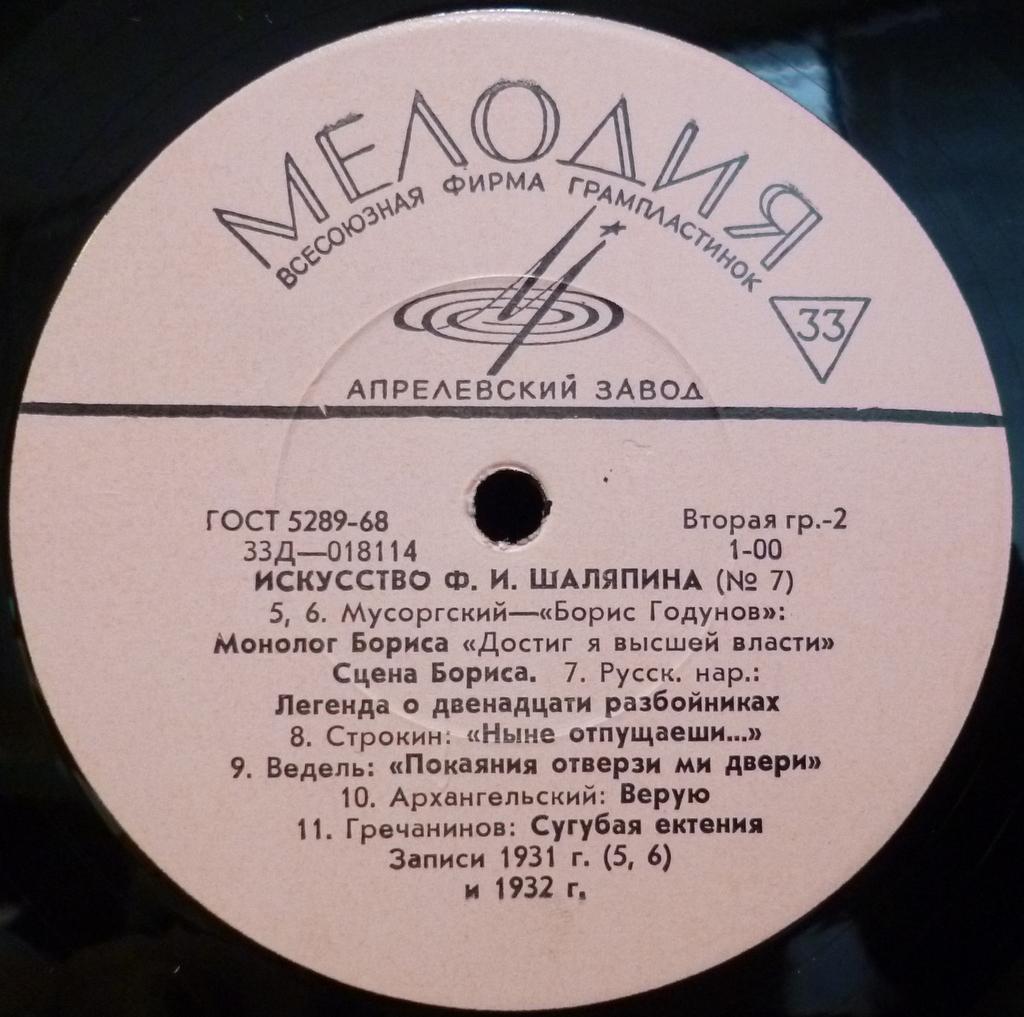 МЕЛОДИЯ
ВСЕСОЮЗНАЯ ФИРМА ГРАМПЛАСТИНОК
33
АПРЕЛЕВСКИЙ ЗАВОД
ГОСТ 5289-68 Вторая гр.-2
33Д—018114 1-00
ИСКУССТВО Ф. И. ШАЛЯПИНА (№ 7)
5, 6. Мусоргский—«Борис Годунов»:
Монолог Бориса «Достиг я высшей власти»
Сцена Бориса. 7. Русск. нар.:
Легенда о двенадцати разбойниках
8. Строкин: «Ныне отпущаеши...»
9. Ведель: «Покаяния отверзи ми двери»
10. Архангельский: Верую
11. Гречанинов: Сугубая ектения
Записи 1931 г. (5, 6)
и 1932 г.